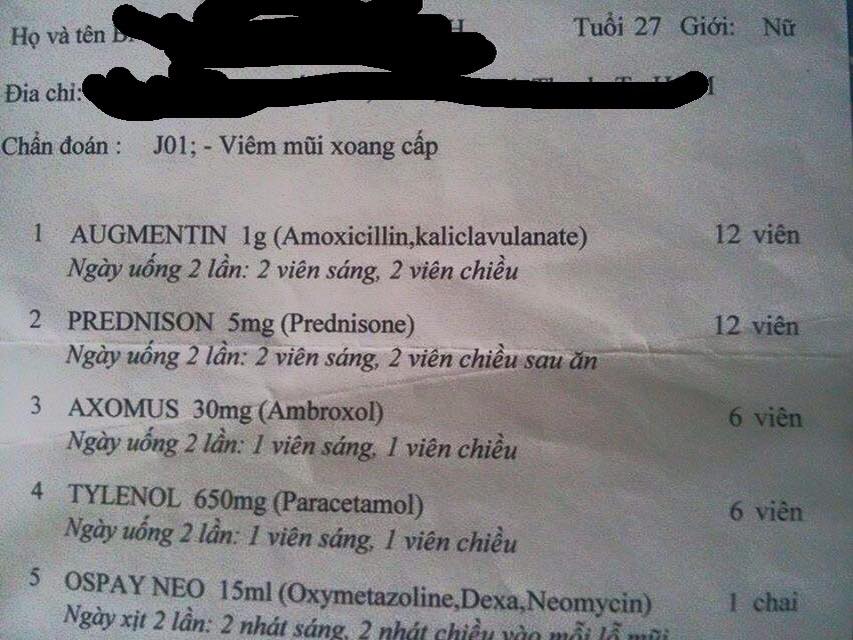 Họ và tên
Tuổi 27 Giới: Nữ
Đia chỉ:
Chẩn đoán : J01; - Viêm mũi xoang cấp
1 AUGMENTIN 1g (Amoxicillin,kaliclavulanate) 12 viên
Ngày uống 2 lần: 2 viên sáng, 2 viên chiều
2 PREDNISON 5mg (Prednisone) 12 viên
Ngày uống 2 lần: 2 viên sáng, 2 viên chiều sau ăn
3 AXOMUS 30mg (Ambroxol) 6 viên
Ngày uống 2 lần: 1 viên sáng, 1 viên chiều
4 TYLENOL 650mg (Paracetamol) 6 viên
Ngày uống 2 lần: 1 viên sáng, 1 viên chiều
5 OSPAY NEO 15ml (Oxymetazoline,Dexa,Neomycin) 1 chai
Ngày xịt 2 lần: 2 nhát sáng, 2 nhát chiều vào mỗi lỗ mũi